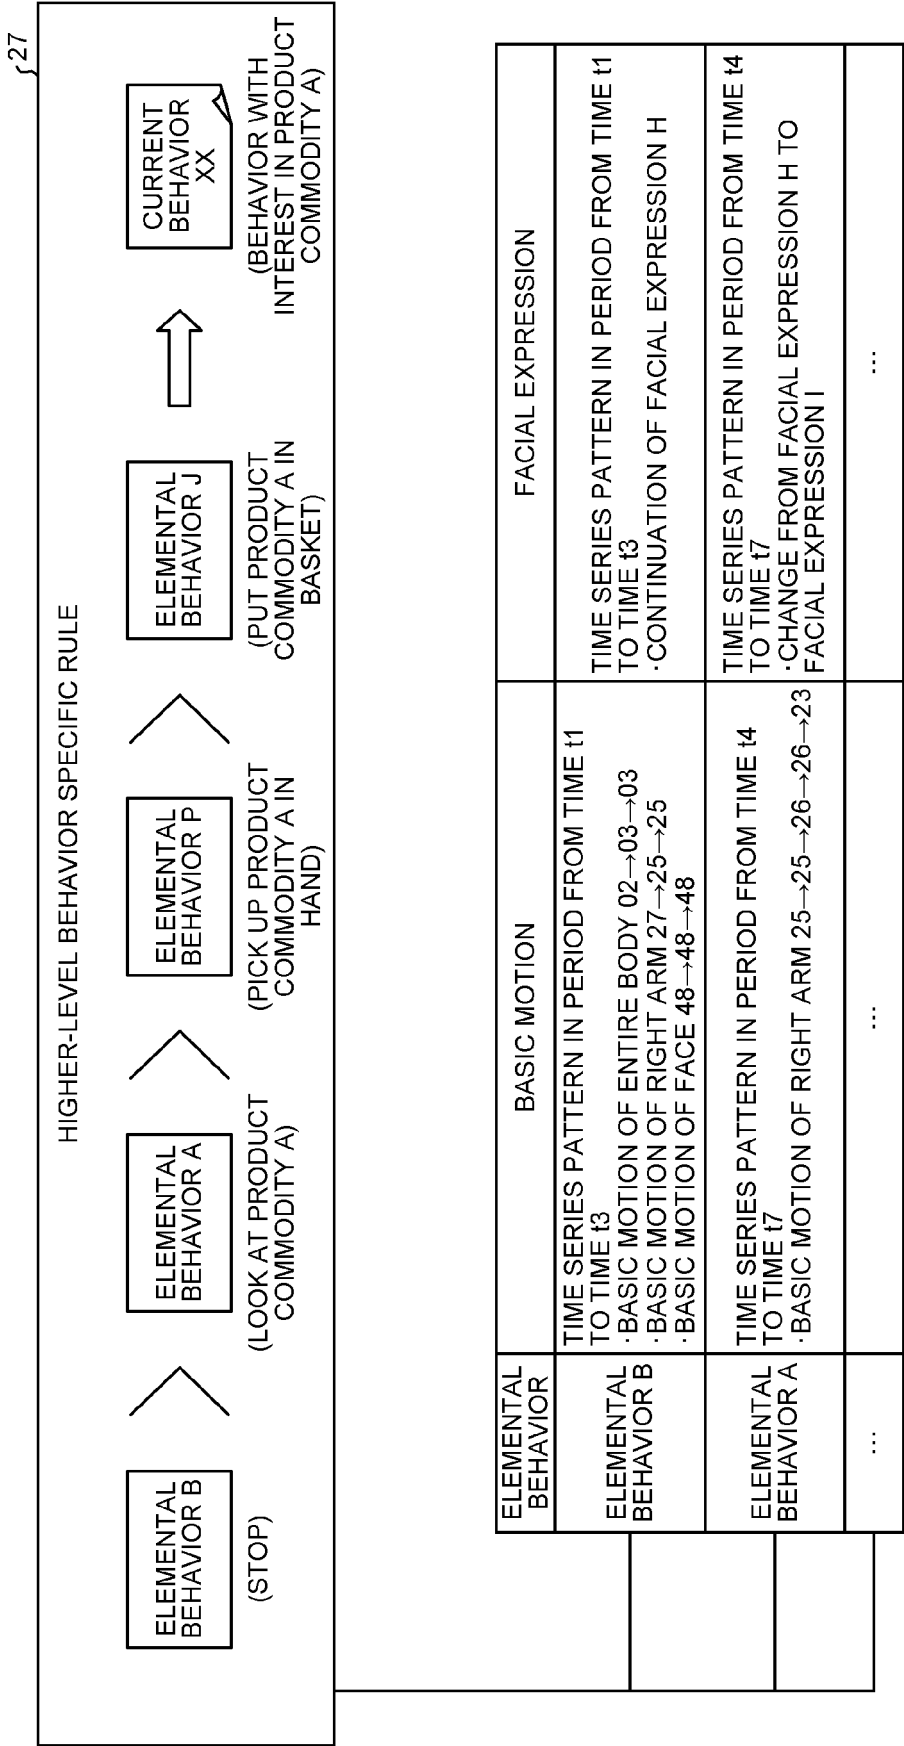 27
HIGHER-LEVEL BEHAVIOR SPECIFIC RULE
ELEMENTAL
BEHAVIOR B
(STOP)
ELEMENTAL
BEHAVIOR A
(LOOK AT PRODUCT
COMMODITY A)
ELEMENTAL
BEHAVIOR P
(PICK UP PRODUCT
COMMODITY A IN
HAND)
ELEMENTAL
BEHAVIOR J
(PUT PRODUCT
COMMODITY A IN
BASKET)
CURRENT
BEHAVIOR
XX
(BEHAVIOR WITH
INTEREST IN PRODUCT
COMMODITY A)
ELEMENTAL
BEHAVIOR
BASIC MOTION
FACIAL EXPRESSION
ELEMENTAL
BEHAVIOR B
TIME SERIES PATTERN IN PERIOD FROM TIME t1
TO TIME t3
·BASIC MOTION OF ENTIRE BODY 02→03→03
·BASIC MOTION OF RIGHT ARM 27→25→25
·BASIC MOTION OF FACE 48→48→48
TIME SERIES PATTERN IN PERIOD FROM TIME t1
TO TIME t3
·CONTINUATION OF FACIAL EXPRESSION H
ELEMENTAL
BEHAVIOR A
TIME SERIES PATTERN IN PERIOD FROM TIME t4
TO TIME t7
·BASIC MOTION OF RIGHT ARM 25→25→26→26→23
TIME SERIES PATTERN IN PERIOD FROM TIME t4
TO TIME t7
·CHANGE FROM FACIAL EXPRESSION H TO
FACIAL EXPRESSION I
...
...
...